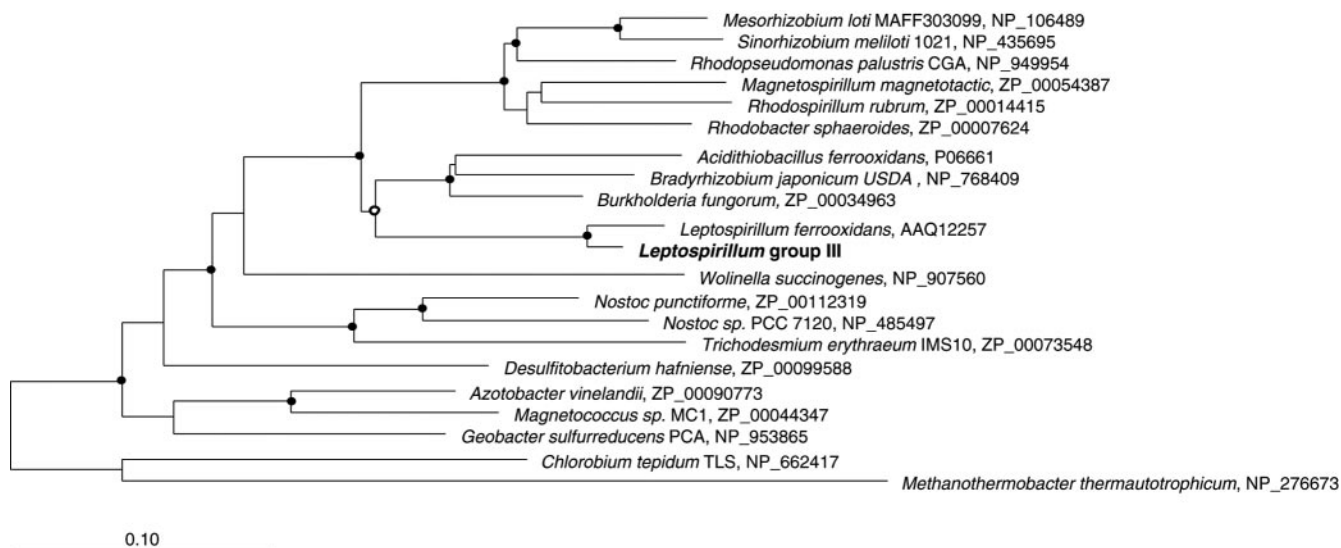 Mesorhizobium loti MAFF303099, NP_106489
Sinorhizobium meliloti 1021, NP_435695
Rhodopseudomonas palustris CGA, NP_949954
Magnetospirillum magnetotactic, ZP_00054387
Rhodospirillum rubrum, ZP_00014415
Rhodobacter sphaeroides, ZP_00007624
Acidithiobacillus ferrooxidans, P06661
Bradyrhizobium japonicum USDA , NP_768409
Burkholderia fungorum, ZP_00034963
Leptospirillum ferrooxidans, AAQ12257
Leptospirillum group III
Wolinella succinogenes, NP_907560
Nostoc punctiforme, ZP_00112319
Nostoc sp. PCC 7120, NP_485497
Trichodesmium erythraeum IMS10, ZP_00073548
Desulfitobacterium hafniense, ZP_00099588
Azotobacter vinelandii, ZP_00090773
Magnetococcus sp. MC1, ZP_00044347
Geobacter sulfurreducens PCA, NP_953865
Chlorobium tepidum TLS, NP_662417
Methanothermobacter thermautotrophicum, NP_276673
0.10